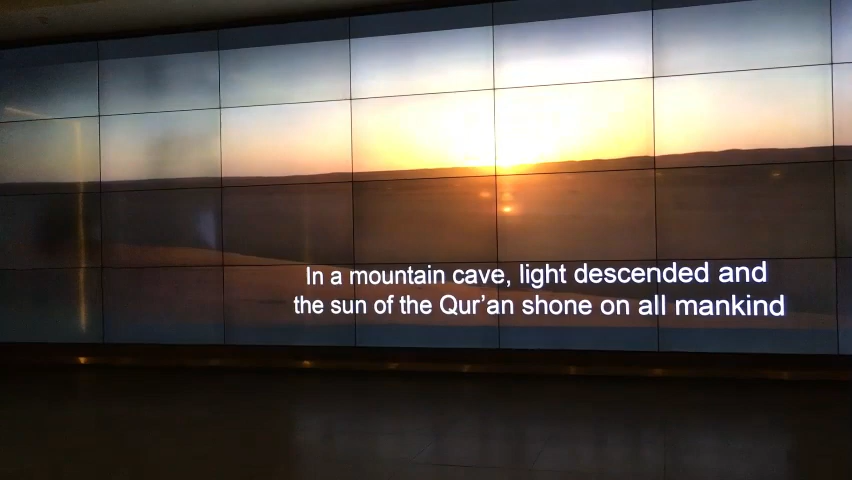 In a mountain cave, light descended and
the sun of the Qur'an shone on all mankind